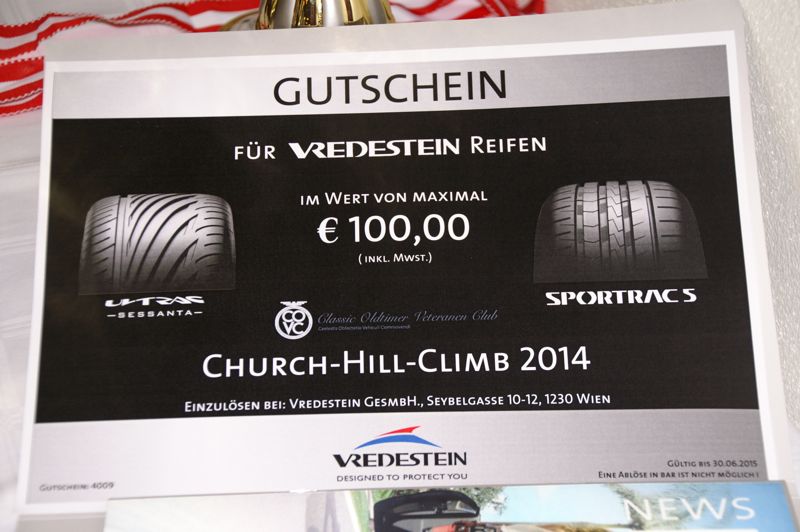 GUTSCHEIN
FÜR VREDESTEIN REIFEN
IM WERT VON MAXIMAL
€ 100,00
(INKL. MWST.)
ULTRAC
–SESSANTA–
SPORTRAC 5
COVC
Classic Oldtimer Veteranen Club
CHURCH-HILL-CLIMB 2014
EINZULÖSEN BEI: VREDESTEIN GESMBH., SEYBELGASSE 10-12, 1230 WIEN
VREDESTEIN
DESIGNED TO PROTECT YOU
GUTSCHEIN: 4009
GÜLTIG BIS 30.06.2015
EINE ABLÖSE IN BAR IST NICHT MÖGLICH!
NEWS